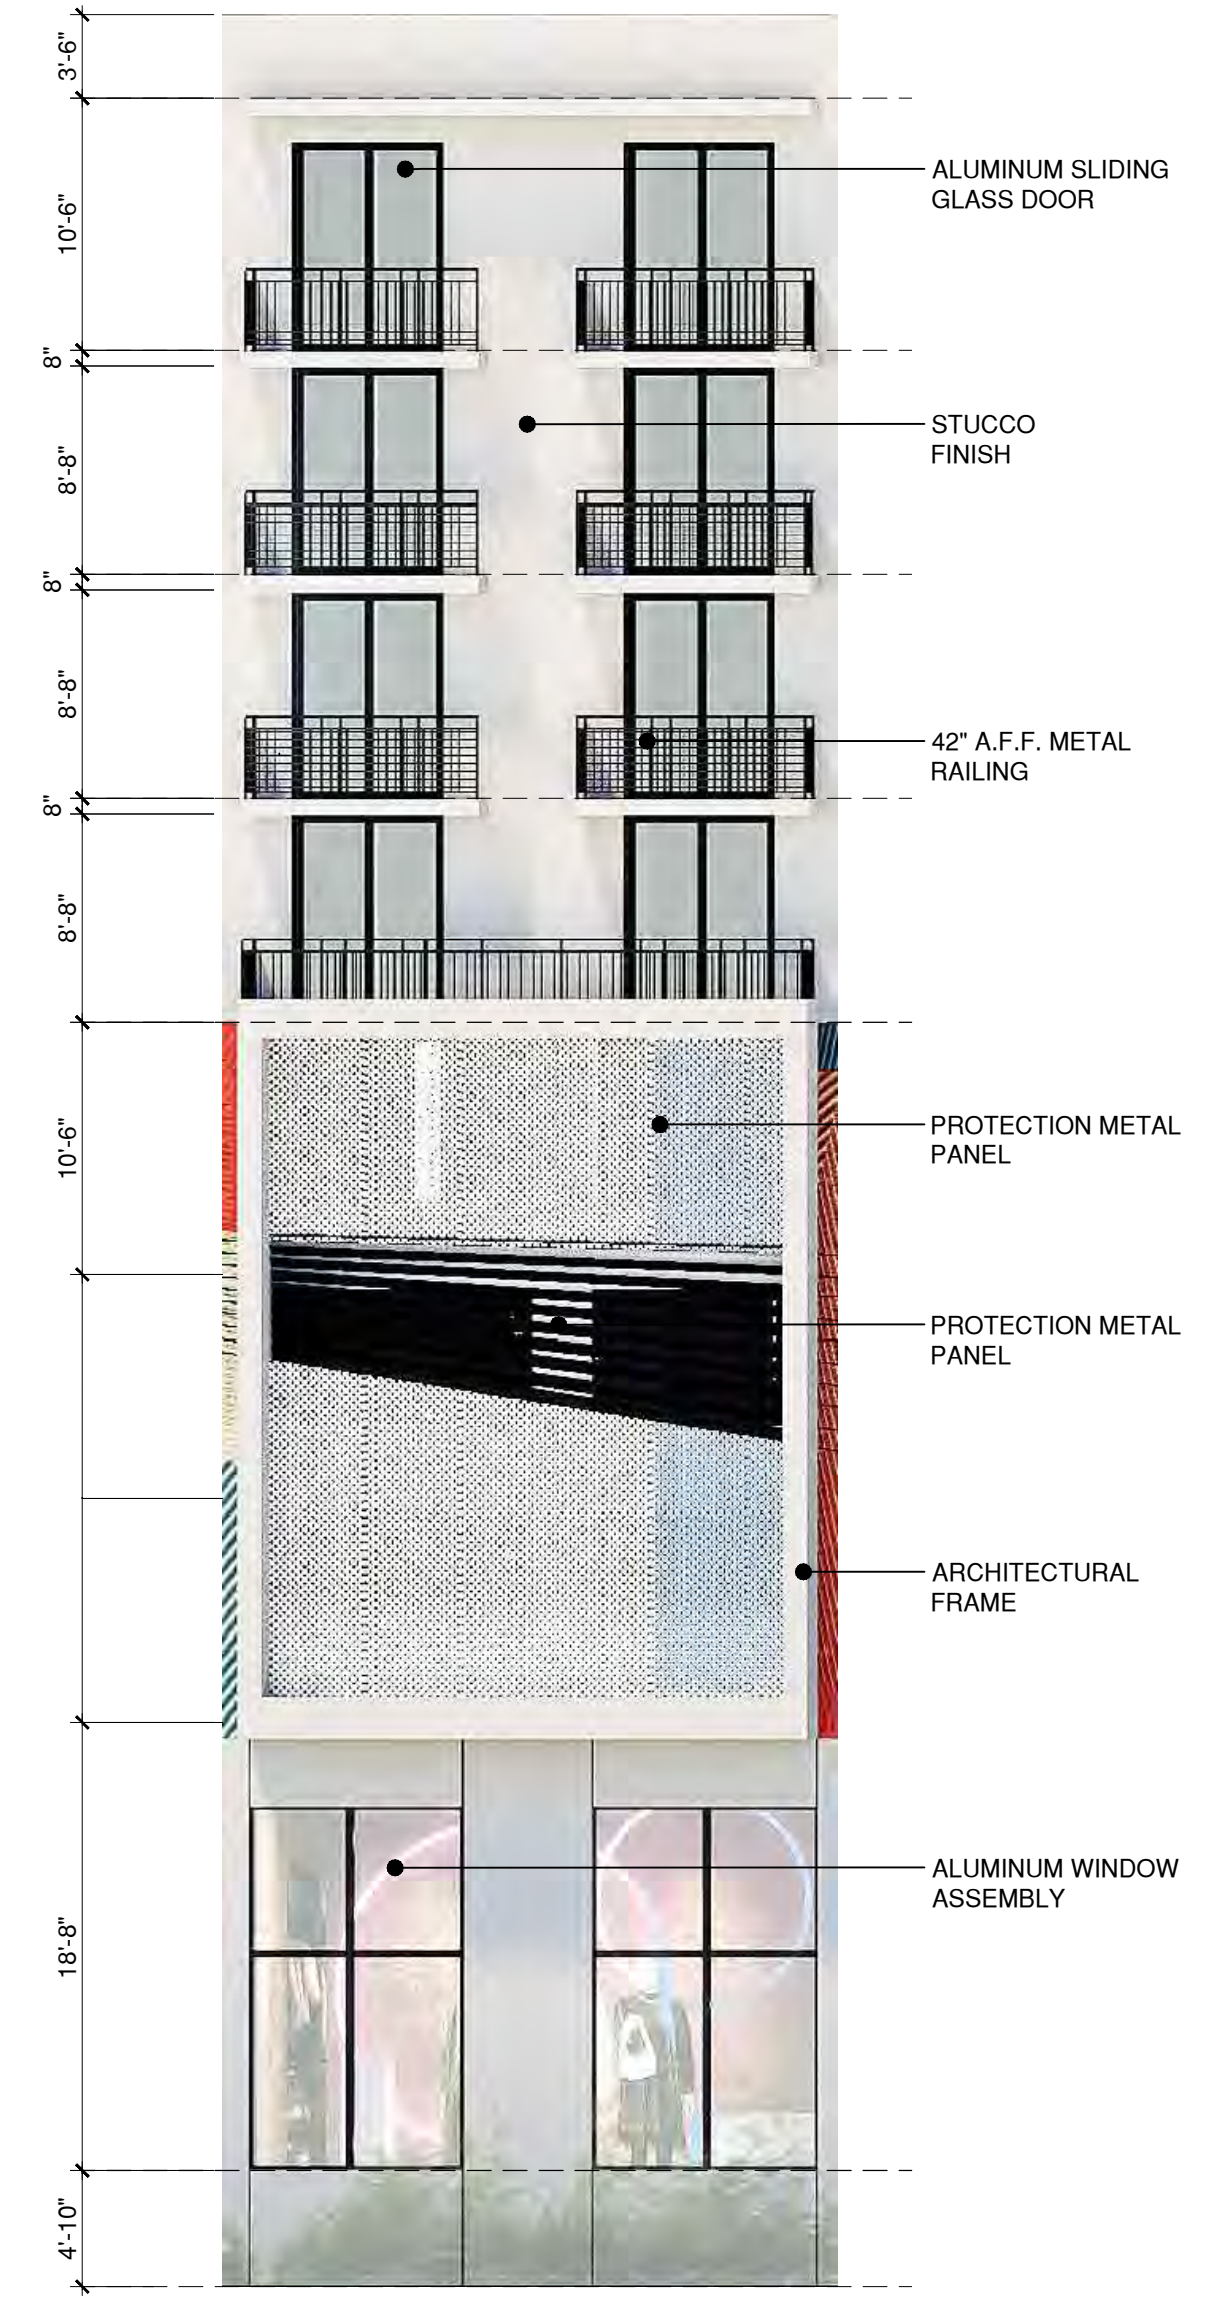 3'-6"
10'-6"
ALUMINUM SLIDING
GLASS DOOR
8"
8'-8"
STUCCO
FINISH
8"
8'-8"
42" A.F.F. METAL
RAILING
8"
8'-8"
10'-6"
PROTECTION METAL
PANEL
PROTECTION METAL
PANEL
ARCHITECTURAL
FRAME
ALUMINUM WINDOW
ASSEMBLY
18'-8"
4'-10"